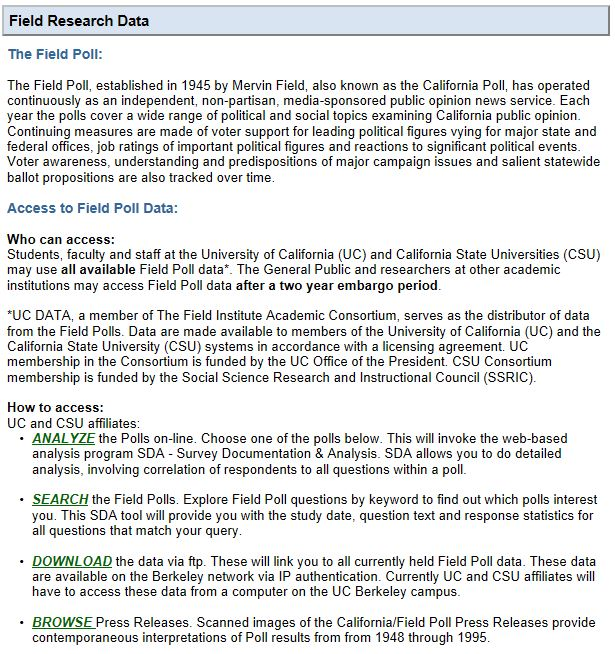 Field Research Data
The Field Poll:
The Field Poll, established in 1945 by Mervin Field, also known as the California Poll, has operated
continuously as an independent, non-partisan, media-sponsored public opinion news service. Each
year the polls cover a wide range of political and social topics examining California public opinion.
Continuing measures are made of voter support for leading political figures vying for major state and
federal offices, job ratings of important political figures and reactions to significant political events.
Voter awareness, understanding and predispositions of major campaign issues and salient statewide
ballot propositions are also tracked over time.
Access to Field Poll Data:
Who can access:
Students, faculty and staff at the University of California (UC) and California State Universities (CSU)
may use all available Field Poll data*. The General Public and researchers at other academic
institutions may access Field Poll data after a two year embargo period.
*UC DATA, a member of The Field Institute Academic Consortium, serves as the distributor of data
from the Field Polls. Data are made available to members of the University of California (UC) and the
California State University (CSU) systems in accordance with a licensing agreement. UC
membership in the Consortium is funded by the UC Office of the President. CSU Consortium
membership is funded by the Social Science Research and Instructional Council (SSRIC).
How to access:
UC and CSU affiliates:
• ANALYZE the Polls on-line. Choose one of the polls below. This will invoke the web-based
analysis program SDA - Survey Documentation & Analysis. SDA allows you to do detailed
analysis, involving correlation of respondents to all questions within a poll.
• SEARCH the Field Polls. Explore Field Poll questions by keyword to find out which polls interest
you. This SDA tool will provide you with the study date, question text and response statistics for
all questions that match your query.
• DOWNLOAD the data via ftp. These will link you to all currently held Field Poll data. These data
are available on the Berkeley network via IP authentication. Currently UC and CSU affiliates will
have to access these data from a computer on the UC Berkeley campus.
• BROWSE Press Releases. Scanned images of the California/Field Poll Press Releases provide
contemporaneous interpretations of Poll results from from 1948 through 1995.